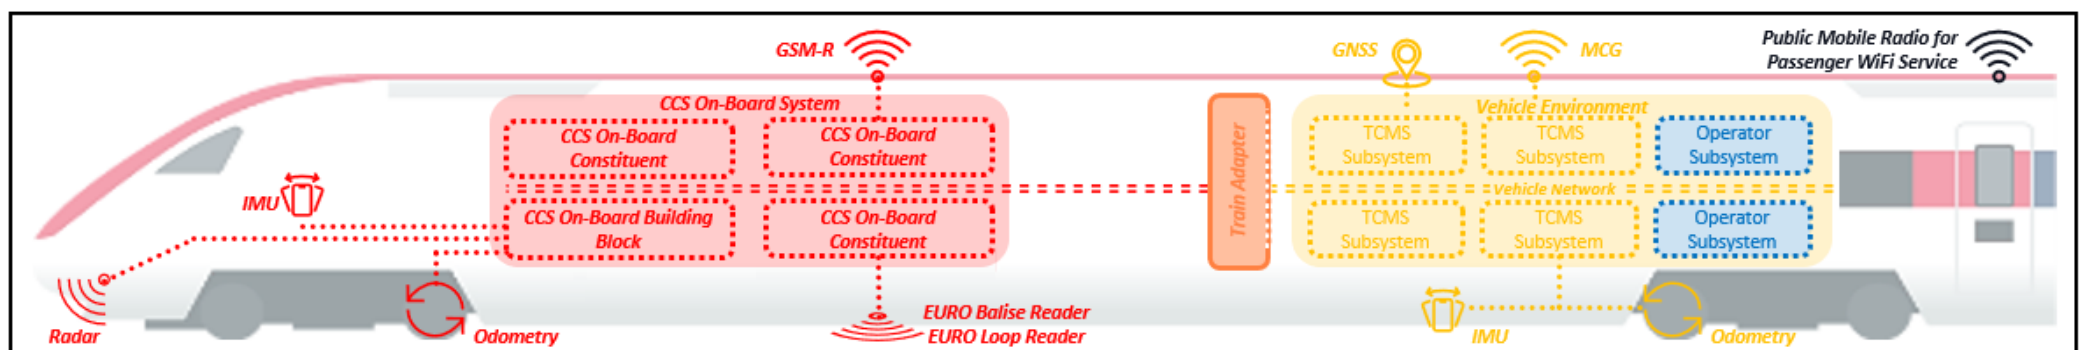 GSM-R
GNSS
MCG
Public Mobile Radio for
Passenger WiFi Service
CCS On-Board System
CCS On-Board
Constituent
CCS On-Board
Constituent
IMU
CCS On-Board Building
Block
CCS On-Board
Constituent
Radar
Odometry
EURO Balise Reader
EURO Loop Reader
Train Adapter
Vehicle Environment
TCMS
Subsystem
TCMS
Subsystem
Operator
Subsystem
Vehicle Network
TCMS
Subsystem
TCMS
Subsystem
Operator
Subsystem
IMU
Odometry